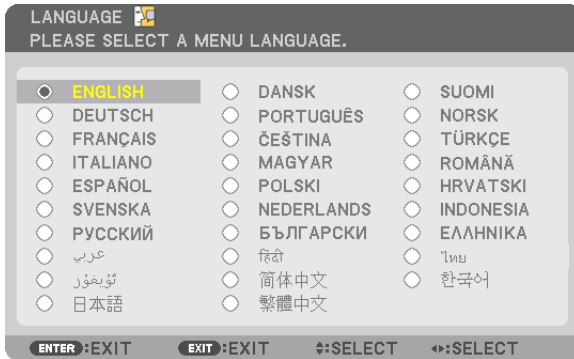 LANGUAGE
PLEASE SELECT A MENU LANGUAGE.
ENGLISH DANSK SUOMI
DEUTSCH PORTUGUÊS NORSK
FRANÇAIS ČEŠTINA TÜRKÇE
ITALIANO MAGYAR ROMÂNĂ
ESPAÑOL POLSKI HRVATSKI
SVENSKA NEDERLANDS INDONESIA
РУССКИЙ БЪЛГАРСКИ ΕΛΛΗΝΙΚΑ
عربي हिंदी ไทย
ئۇيغۇر 简体中文 한국어
日本語 繁體中文
ENTER :EXIT EXIT :EXIT :SELECT :SELECT